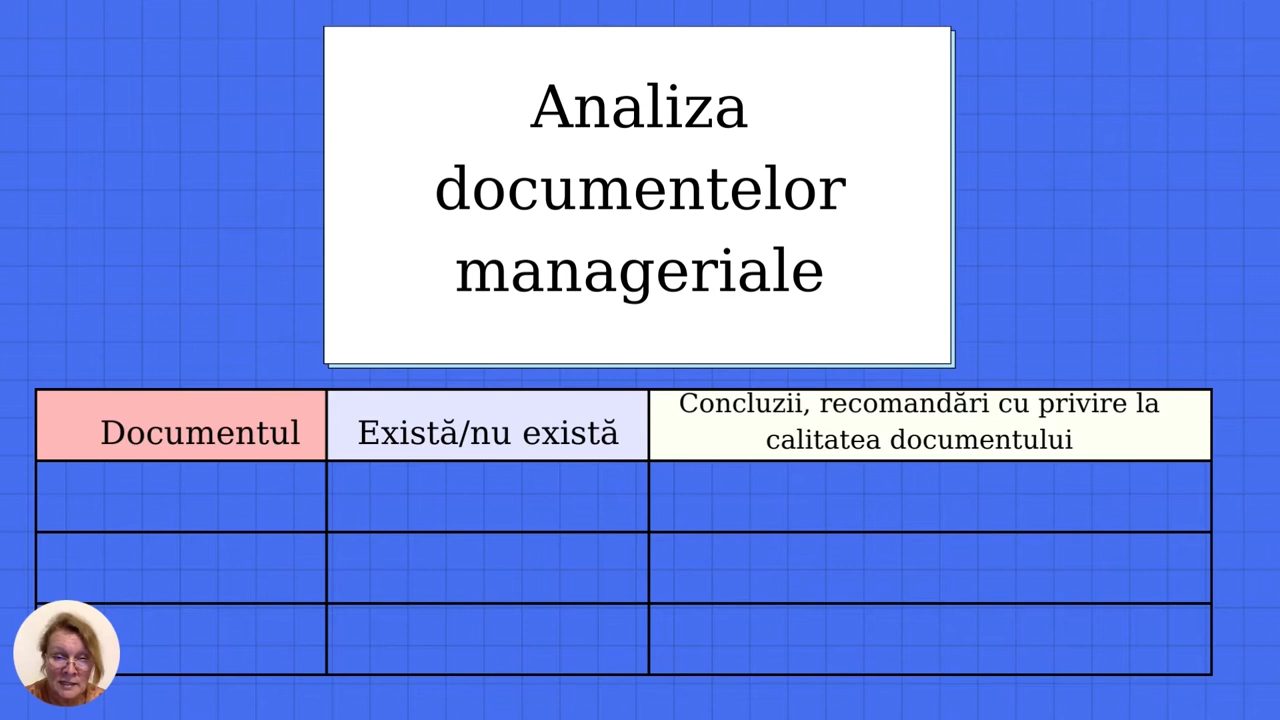 Analiza
documentelor
manageriale
Documentul
Există/nu există
Concluzii, recomandări cu privire la
calitatea documentului